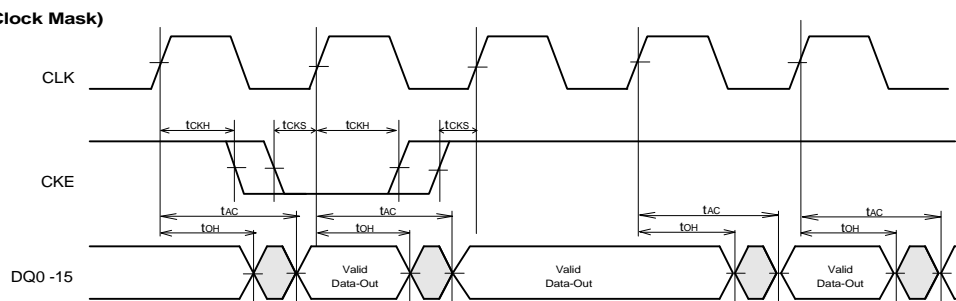 Clock Mask)
CLK
tCKH tCKS tCKH tCKS
CKE
tAC tAC tAC tAC
tOH tOH tOH tOH
DQ0 -15
Valid Data-Out
Valid Data-Out
Valid Data-Out